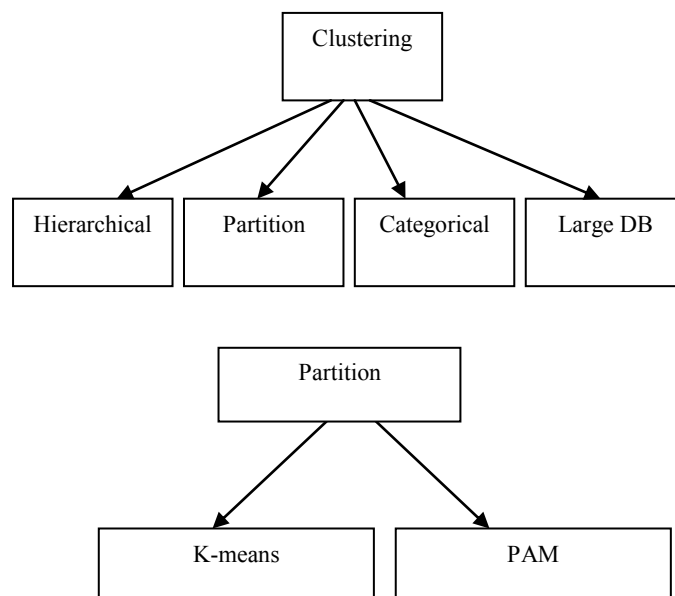 Clustering
Hierarchical
Partition
Categorical
Large DB
Partition
K-means
PAM